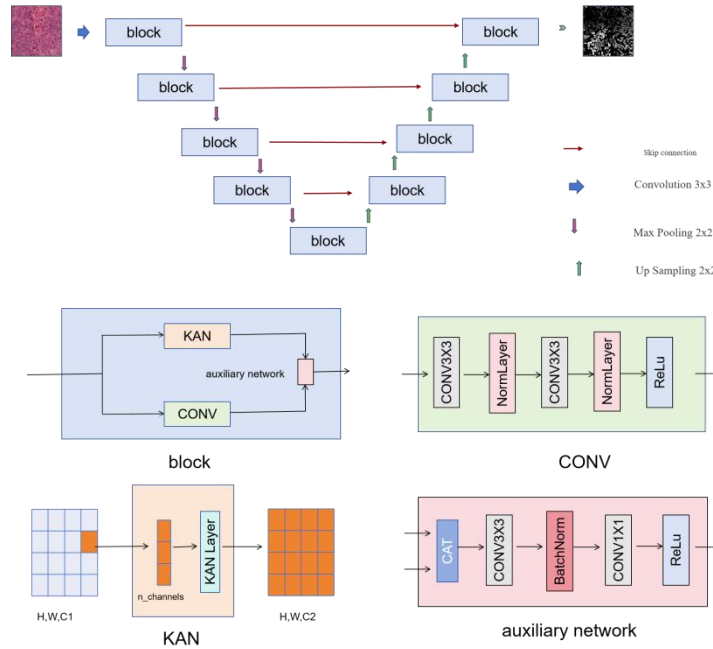 block
block
block
block
block
block
block
block
block
Skip connection
Convolution 3x3
Max Pooling 2x2
Up Sampling 2x2
KAN
auxiliary network
CONV
block
CONV3X3
NormLayer
CONV3X3
NormLayer
ReLu
CONV
H,W,C1
n_channels
KAN Layer
H,W,C2
KAN
CAT
CONV3X3
BatchNorm
CONV1X1
ReLu
auxiliary network